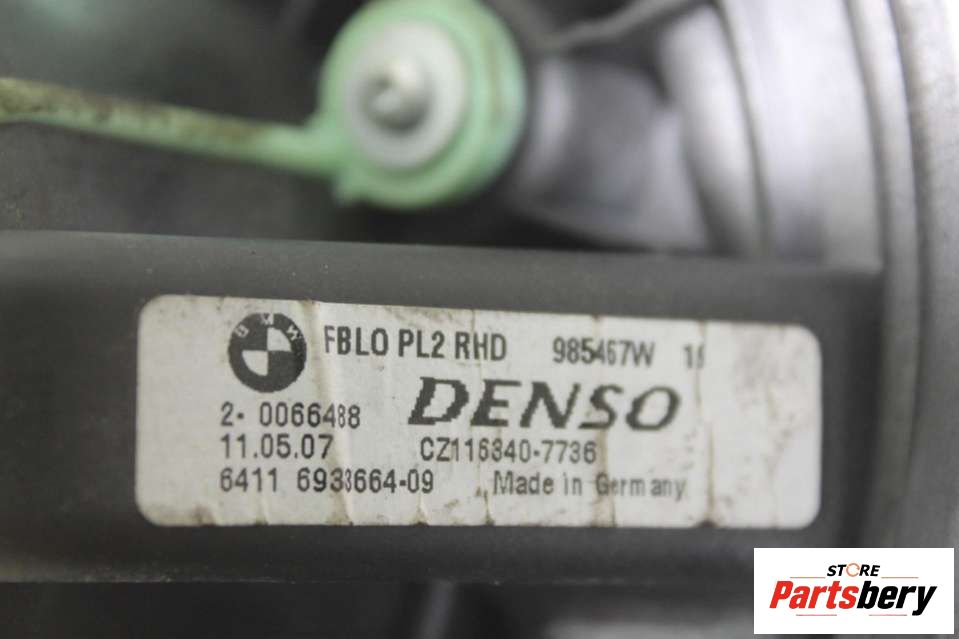 BMW
FBLO PL2 RHD 985467W
2- 0066488
DENSO
11.05.07 CZ116340-7736
6411 6933664-09 Made in Germany
STORE
Partsbery